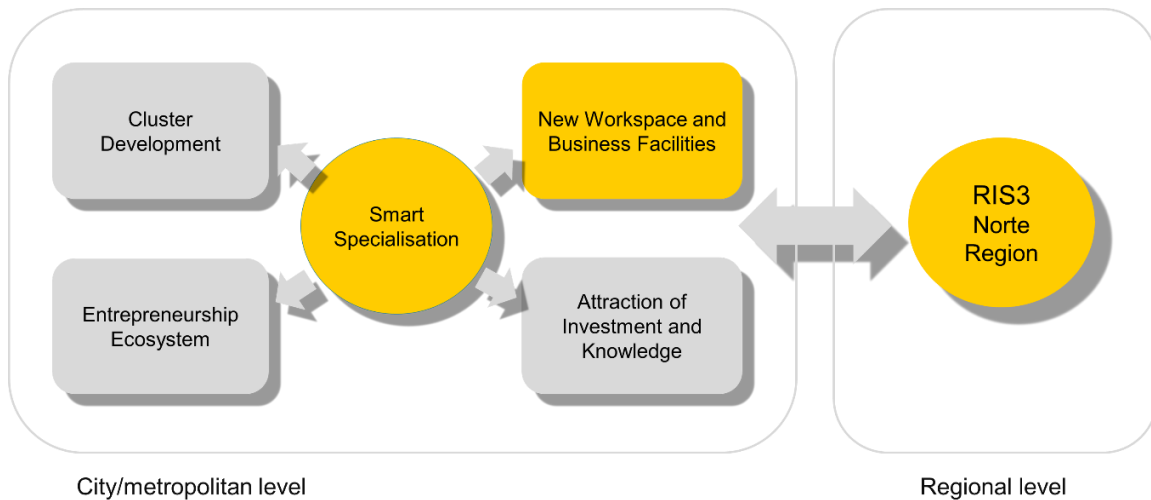 Cluster
Development
New Workspace and
Business Facilities
Smart
Specialisation
RIS3
Norte
Region
Entrepreneurship
Ecosystem
Attraction of
Investment and
Knowledge
City/metropolitan level
Regional level